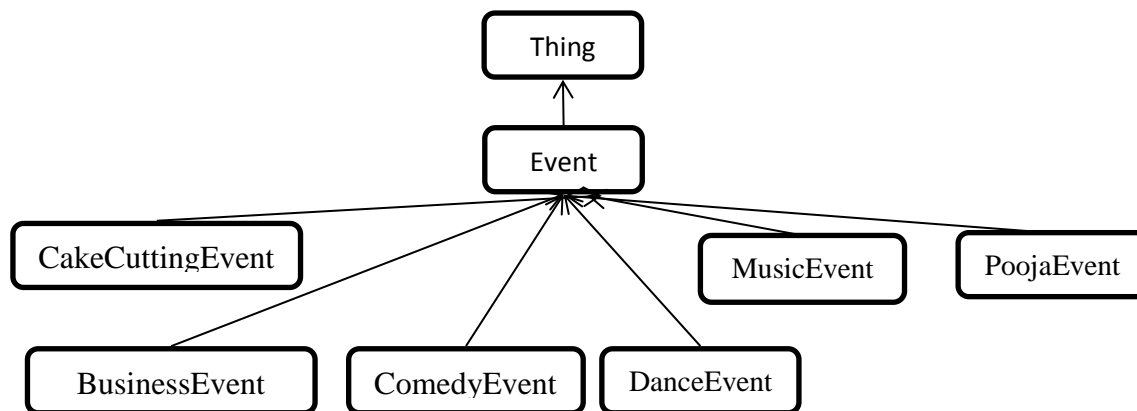 Thing
Event
CakeCuttingEvent
MusicEvent
PoojaEvent
BusinessEvent
ComedyEvent
DanceEvent